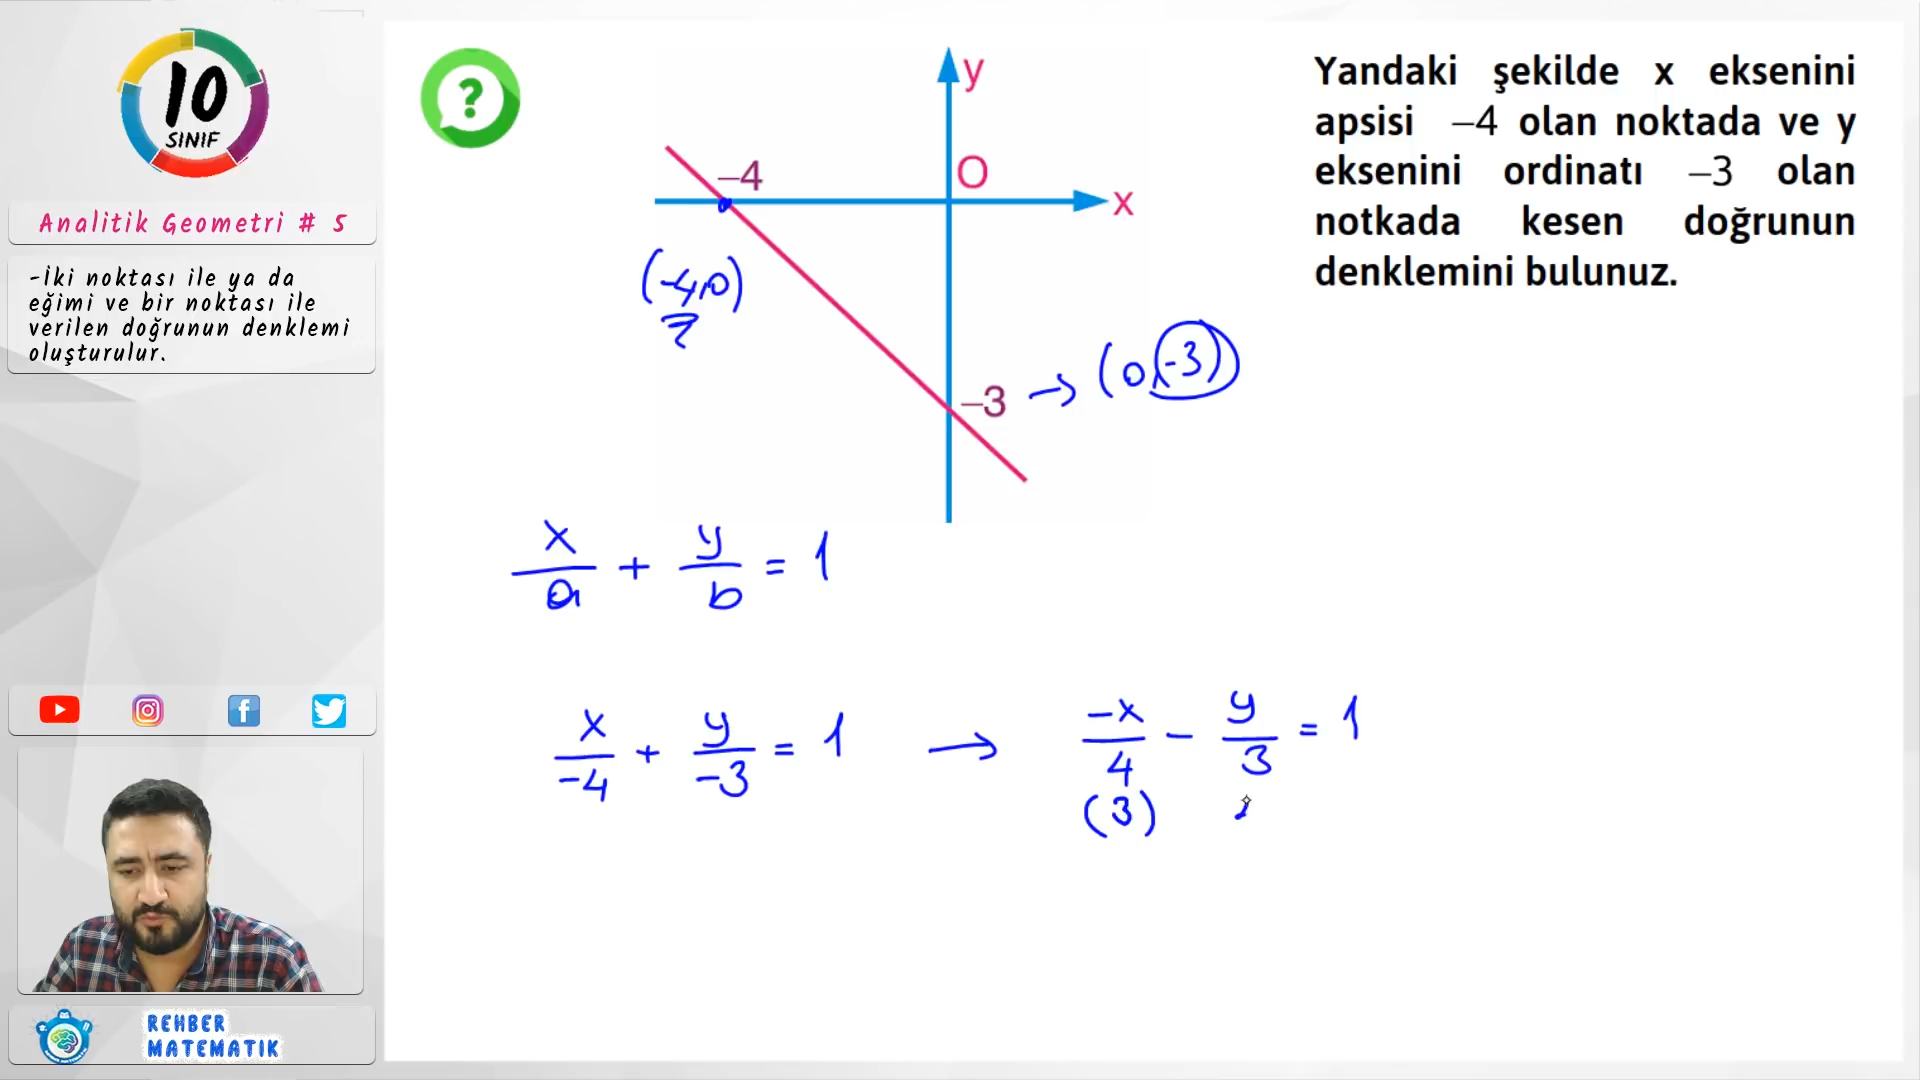 10
SINIF
Analitik Geometri # 5
-İki noktası ile ya da
eğimi ve bir noktası ile
verilen doğrunun denklemi
oluşturulur.
REHBER
MATEMATIK
?
y
-4
O
x
(-4,0)
-3 → (0,-3)
Yandaki şekilde x eksenini
apsisi -4 olan noktada ve y
eksenini ordinatı -3 olan
notkada kesen doğrunun
denklemini bulunuz.
x/a + y/b = 1
x/-4 + y/-3 = 1 → -x/4 - y/3 = 1
(3)